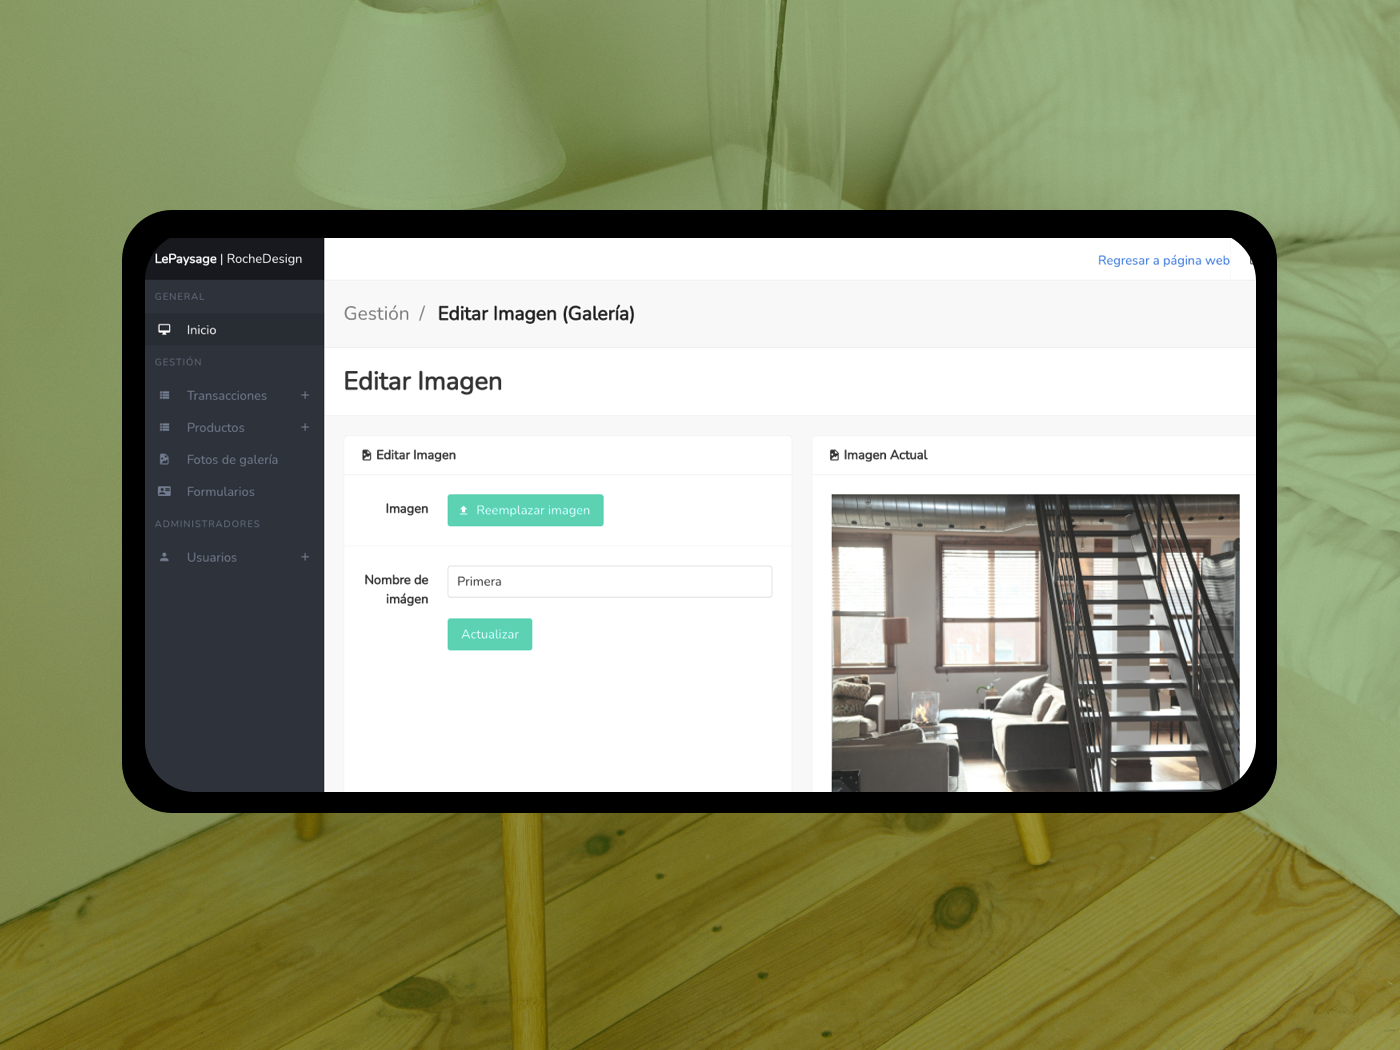 LePaysage | RocheDesign
Regresar a página web
GENERAL
Inicio
GESTIÓN
Transacciones +
Productos +
Fotos de galería
Formularios
ADMINISTRADORES
Usuarios +
Gestión / Editar Imagen (Galería)
Editar Imagen
Editar Imagen
Imagen
Reemplazar imagen
Nombre de
imágen
Primera
Actualizar
Imagen Actual